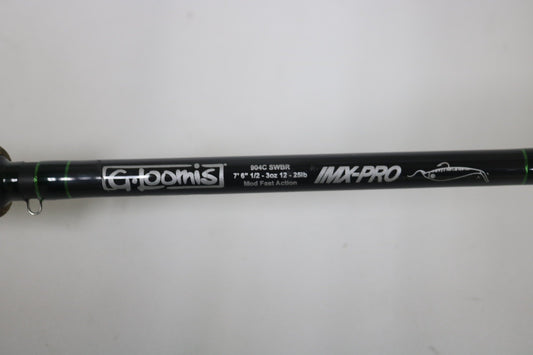 G.loomis
904C SWBR
7' 6" 1/2 - 3oz 12 - 25lb
Mod Fast Action
IMX-PRO